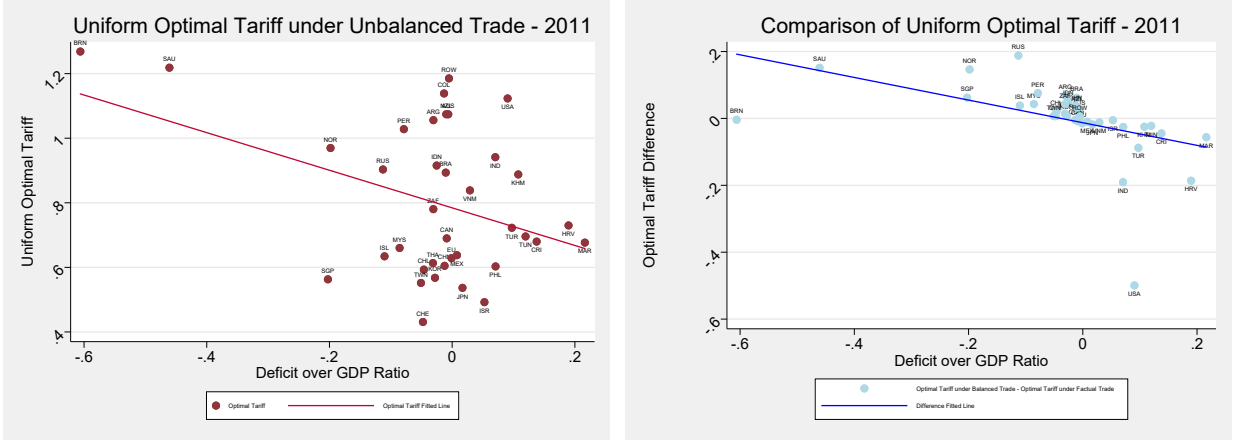 Uniform Optimal Tariff under Unbalanced Trade - 2011
Uniform Optimal Tariff
1.2
1
.8
.6
.4
BRN
SAU
ROW
COL
USA
ARG
PER
NOR
IND
IDN
BRA
RUS
KHM
VNM
ZAF
HRV
TUR
CAN
TUN
MAR
CRI
MYS
EU
ISL
THA
CHL
MEX
KOR
PHL
SGP
TWN
JPN
ISR
CHE
-.6
-.4
-.2
0
.2
Deficit over GDP Ratio
Optimal Tariff
Optimal Tariff Fitted Line
Comparison of Uniform Optimal Tariff - 2011
Optimal Tariff Difference
.2
0
-.2
-.4
-.6
RUS
SAU
NOR
PER
ARG
BRA
SGP
ISL
BRN
ROW
ISR
PHL
CRI
MAR
TUR
IND
HRV
USA
-.6
-.4
-.2
0
.2
Deficit over GDP Ratio
Optimal Tariff under Balanced Trade - Optimal Tariff under Factual Trade
Difference Fitted Line